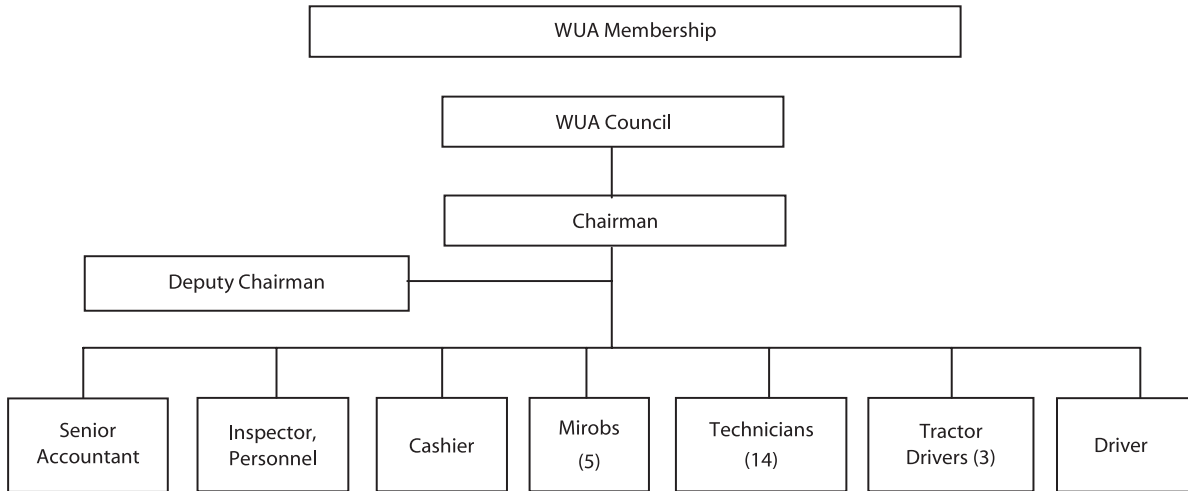 WUA Membership
WUA Council
Chairman
Deputy Chairman
Senior
Accountant
Inspector,
Personnel
Cashier
Mirobs
(5)
Technicians
(14)
Tractor
Drivers (3)
Driver